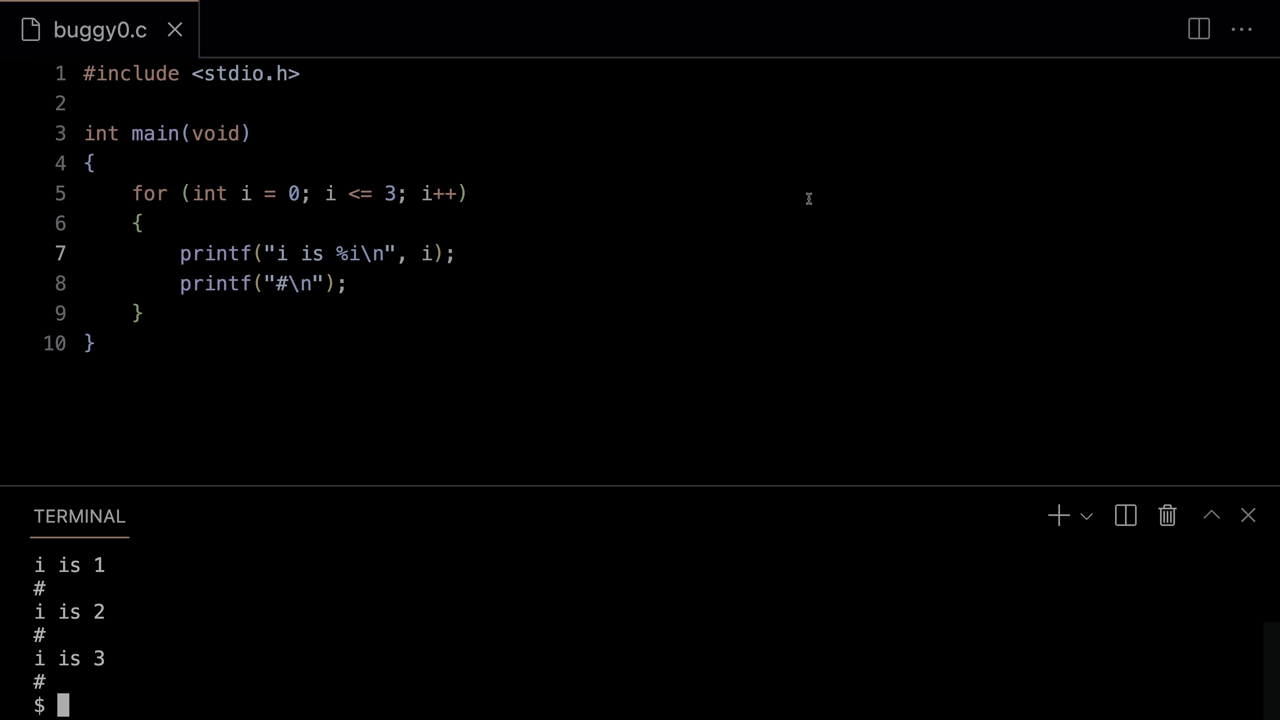 buggy0.c
1 #include <stdio.h>
2
3 int main(void)
4 {
5     for (int i = 0; i <= 3; i++)
6     {
7         printf("i is %i\n", i);
8         printf("#\n");
9     }
10 }
TERMINAL
i is 1
#
i is 2
#
i is 3
#
$